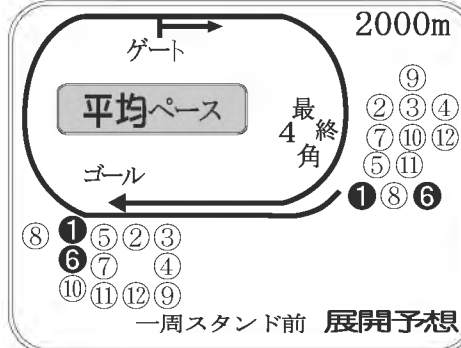 2000m
ゲート
平均ペース
最終4角
⑨
②③④
⑦⑩⑫
⑤⑪
❶⑧❻
ゴール
⑧❶⑤②③
❻⑦④
⑩⑪⑫⑨
一周スタンド前 展開予想